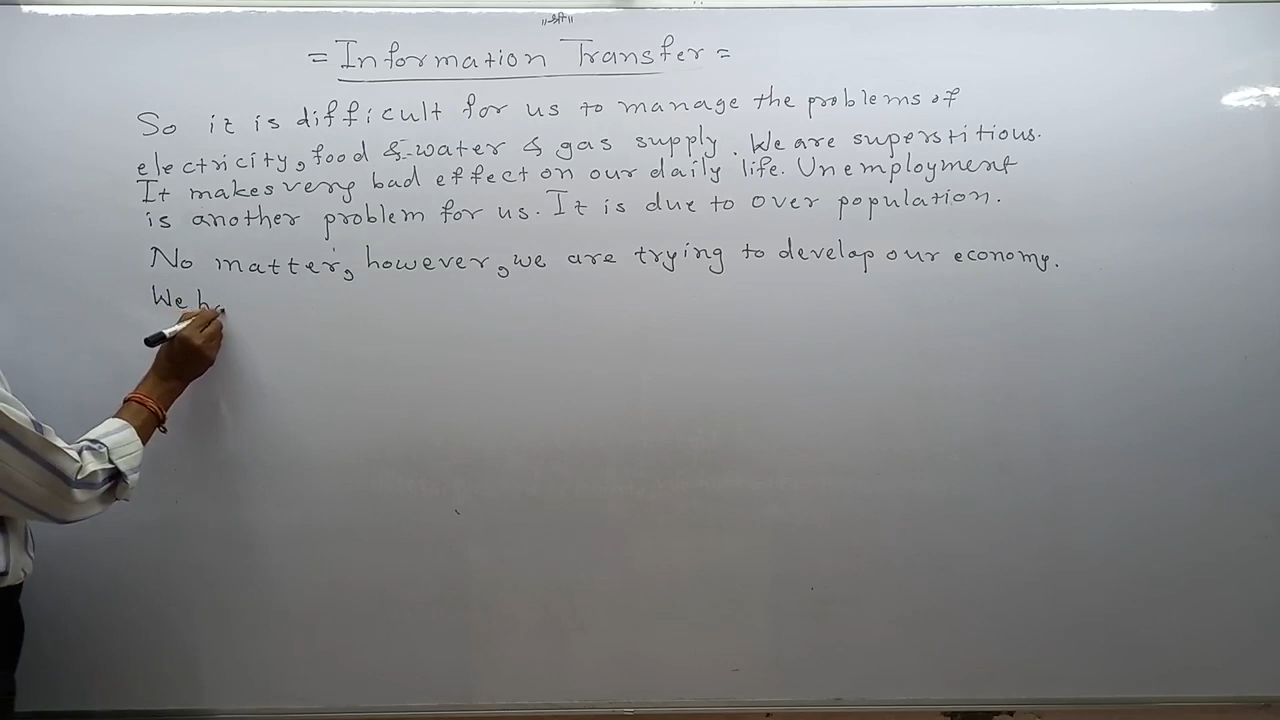 ॥श्री॥
= Information Transfer =
So it is difficult for us to manage the problems of
electricity, food & water & gas supply. We are superstitious.
It makes very bad effect on our daily life. Unemployment
is another problem for us. It is due to over population.
No matter, however, we are trying to develop our economy.
We ha